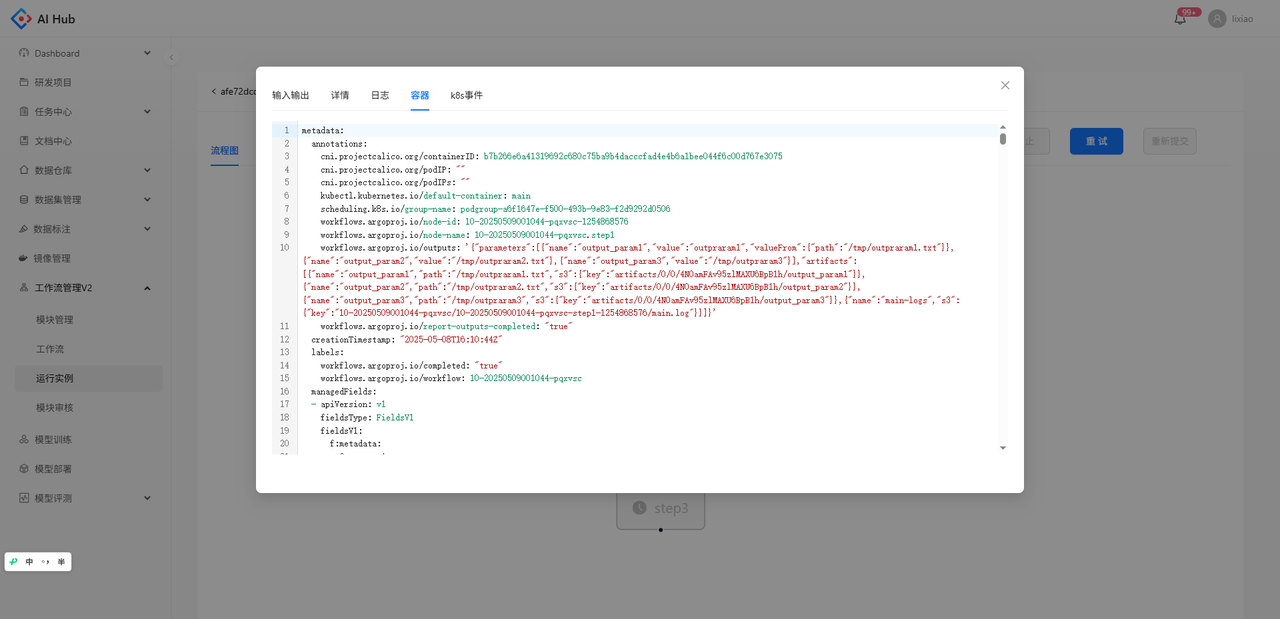 AI Hub
99+
lixiao
Dashboard
研发项目
任务中心
文档中心
数据仓库
数据集管理
数据标注
镜像管理
工作流管理V2
模块管理
工作流
运行实例
模块审核
模型训练
模型部署
模型评测
中 半
afe72dcc
流程图
止
重 试
重新提交
输入输出 详情 日志 容器 k8s事件
1 metadata:
2 annotations:
3 cni.projectcalico.org/containerID: b7b266e6a41319692c680c75ba9b4dacccfad4e4b6a1bee044f6c00d767e3075
4 cni.projectcalico.org/podIP: ""
5 cni.projectcalico.org/podIPs: ""
6 kubectl.kubernetes.io/default-container: main
7 scheduling.k8s.io/group-name: podgroup-a6f1647e-f500-493b-9e83-f2d9292d0506
8 workflows.argoproj.io/node-id: 10-20250509001044-pqxvsc-1254868576
9 workflows.argoproj.io/node-name: 10-20250509001044-pqxvsc.step1
10 workflows.argoproj.io/outputs: '{"parameters":[{"name":"output_param1","value":"outpraram1","valueFrom":{"path":"/tmp/outpraram1.txt"}},
{"name":"output_param2","value":"/tmp/outpraram2.txt"},{"name":"output_param3","value":"/tmp/outpraram3"}],"artifacts":
[{"name":"output_param1","path":"/tmp/outpraram1.txt","s3":{"key":"artifacts/0/0/4N0amFAv95zlMAXU6BpB1h/output_param1"}},
{"name":"output_param2","path":"/tmp/outpraram2.txt","s3":{"key":"artifacts/0/0/4N0amFAv95zlMAXU6BpB1h/output_param2"}},
{"name":"output_param3","path":"/tmp/outpraram3","s3":{"key":"artifacts/0/0/4N0amFAv95zlMAXU6BpB1h/output_param3"}},{"name":"main-logs","s3":
{"key":"10-20250509001044-pqxvsc/10-20250509001044-pqxvsc-step1-1254868576/main.log"}}]}'
11 workflows.argoproj.io/report-outputs-completed: "true"
12 creationTimestamp: "2025-05-08T16:10:44Z"
13 labels:
14 workflows.argoproj.io/completed: "true"
15 workflows.argoproj.io/workflow: 10-20250509001044-pqxvsc
16 managedFields:
17 - apiVersion: v1
18 fieldsType: FieldsV1
19 fieldsV1:
20 f:metadata:
step3